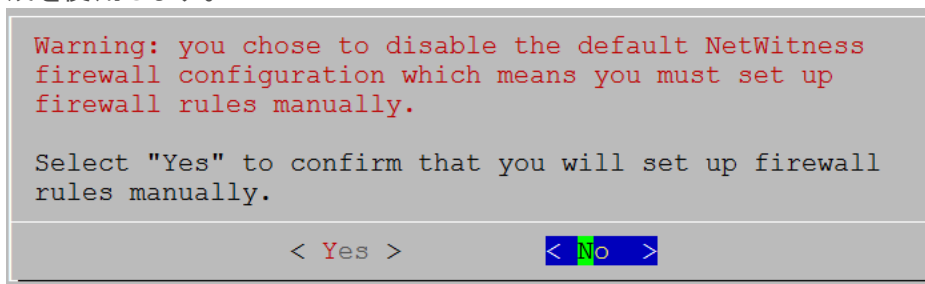 Warning: you chose to disable the default NetWitness
firewall configuration which means you must set up
firewall rules manually.
Select "Yes" to confirm that you will set up firewall
rules manually.
< Yes > < No >